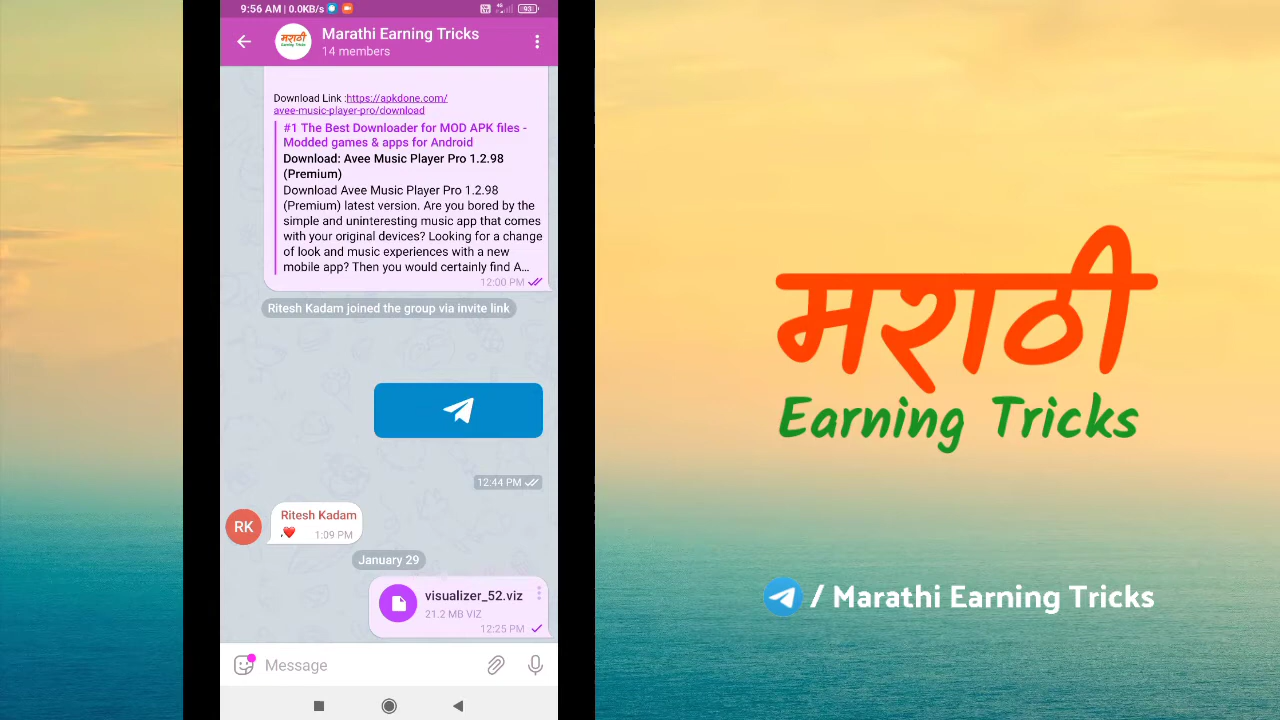 9:56 AM | 0.0KB/s
93
मराठी
Earning Tricks
Marathi Earning Tricks
14 members
Download Link :https://apkdone.com/
avee-music-player-pro/download
#1 The Best Downloader for MOD APK files -
Modded games & apps for Android
Download: Avee Music Player Pro 1.2.98
(Premium)
Download Avee Music Player Pro 1.2.98
(Premium) latest version. Are you bored by the
simple and uninteresting music app that comes
with your original devices? Looking for a change
of look and music experiences with a new
mobile app? Then you would certainly find A...
12:00 PM
Ritesh Kadam joined the group via invite link
12:44 PM
RK
Ritesh Kadam
.❤️
1:09 PM
January 29
visualizer_52.viz
21.2 MB VIZ
12:25 PM
Message
मराठी
Earning Tricks
/ Marathi Earning Tricks